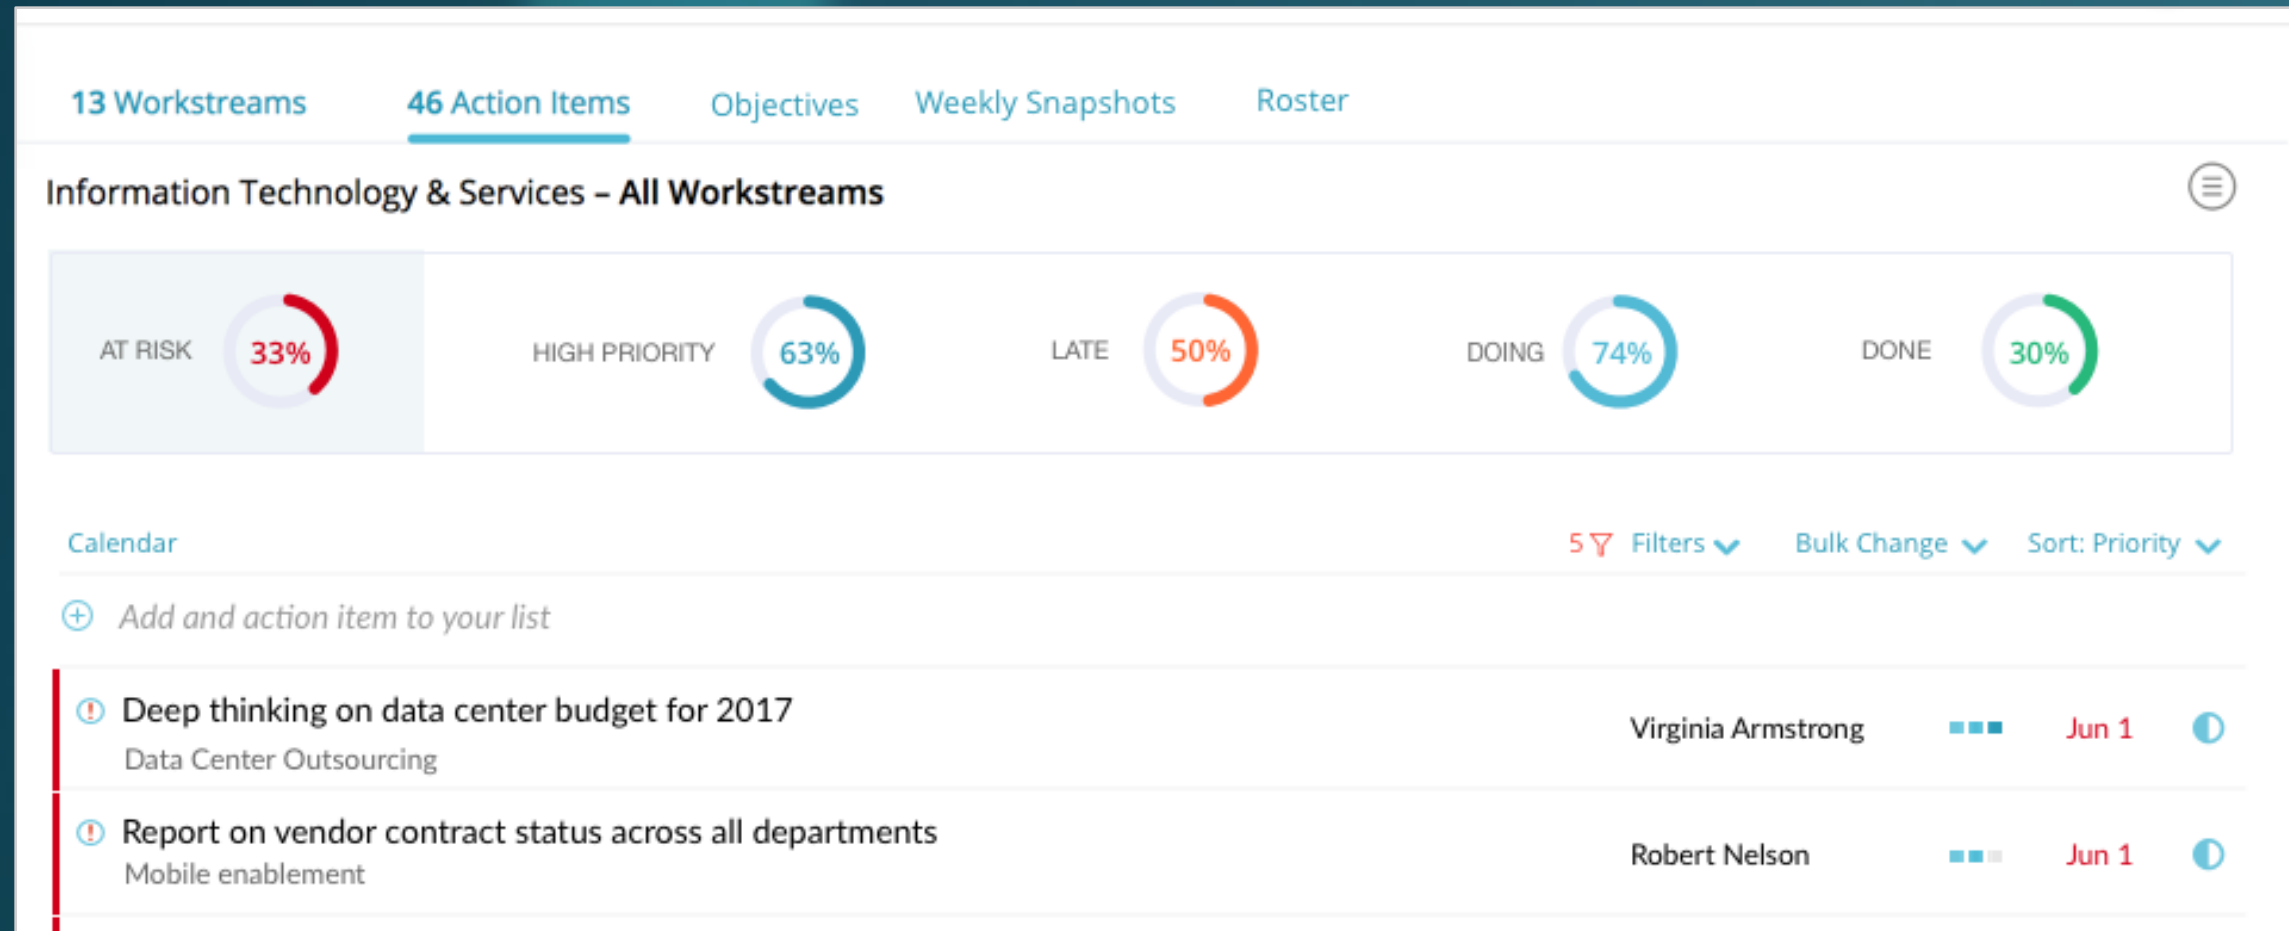 13 Workstreams 46 Action Items Objectives Weekly Snapshots Roster
Information Technology & Services – All Workstreams
AT RISK 33% HIGH PRIORITY 63% LATE 50% DOING 74% DONE 30%
Calendar 5 Filters Bulk Change Sort: Priority
Add and action item to your list
Deep thinking on data center budget for 2017
Data Center Outsourcing
Virginia Armstrong Jun 1
Report on vendor contract status across all departments
Mobile enablement
Robert Nelson Jun 1